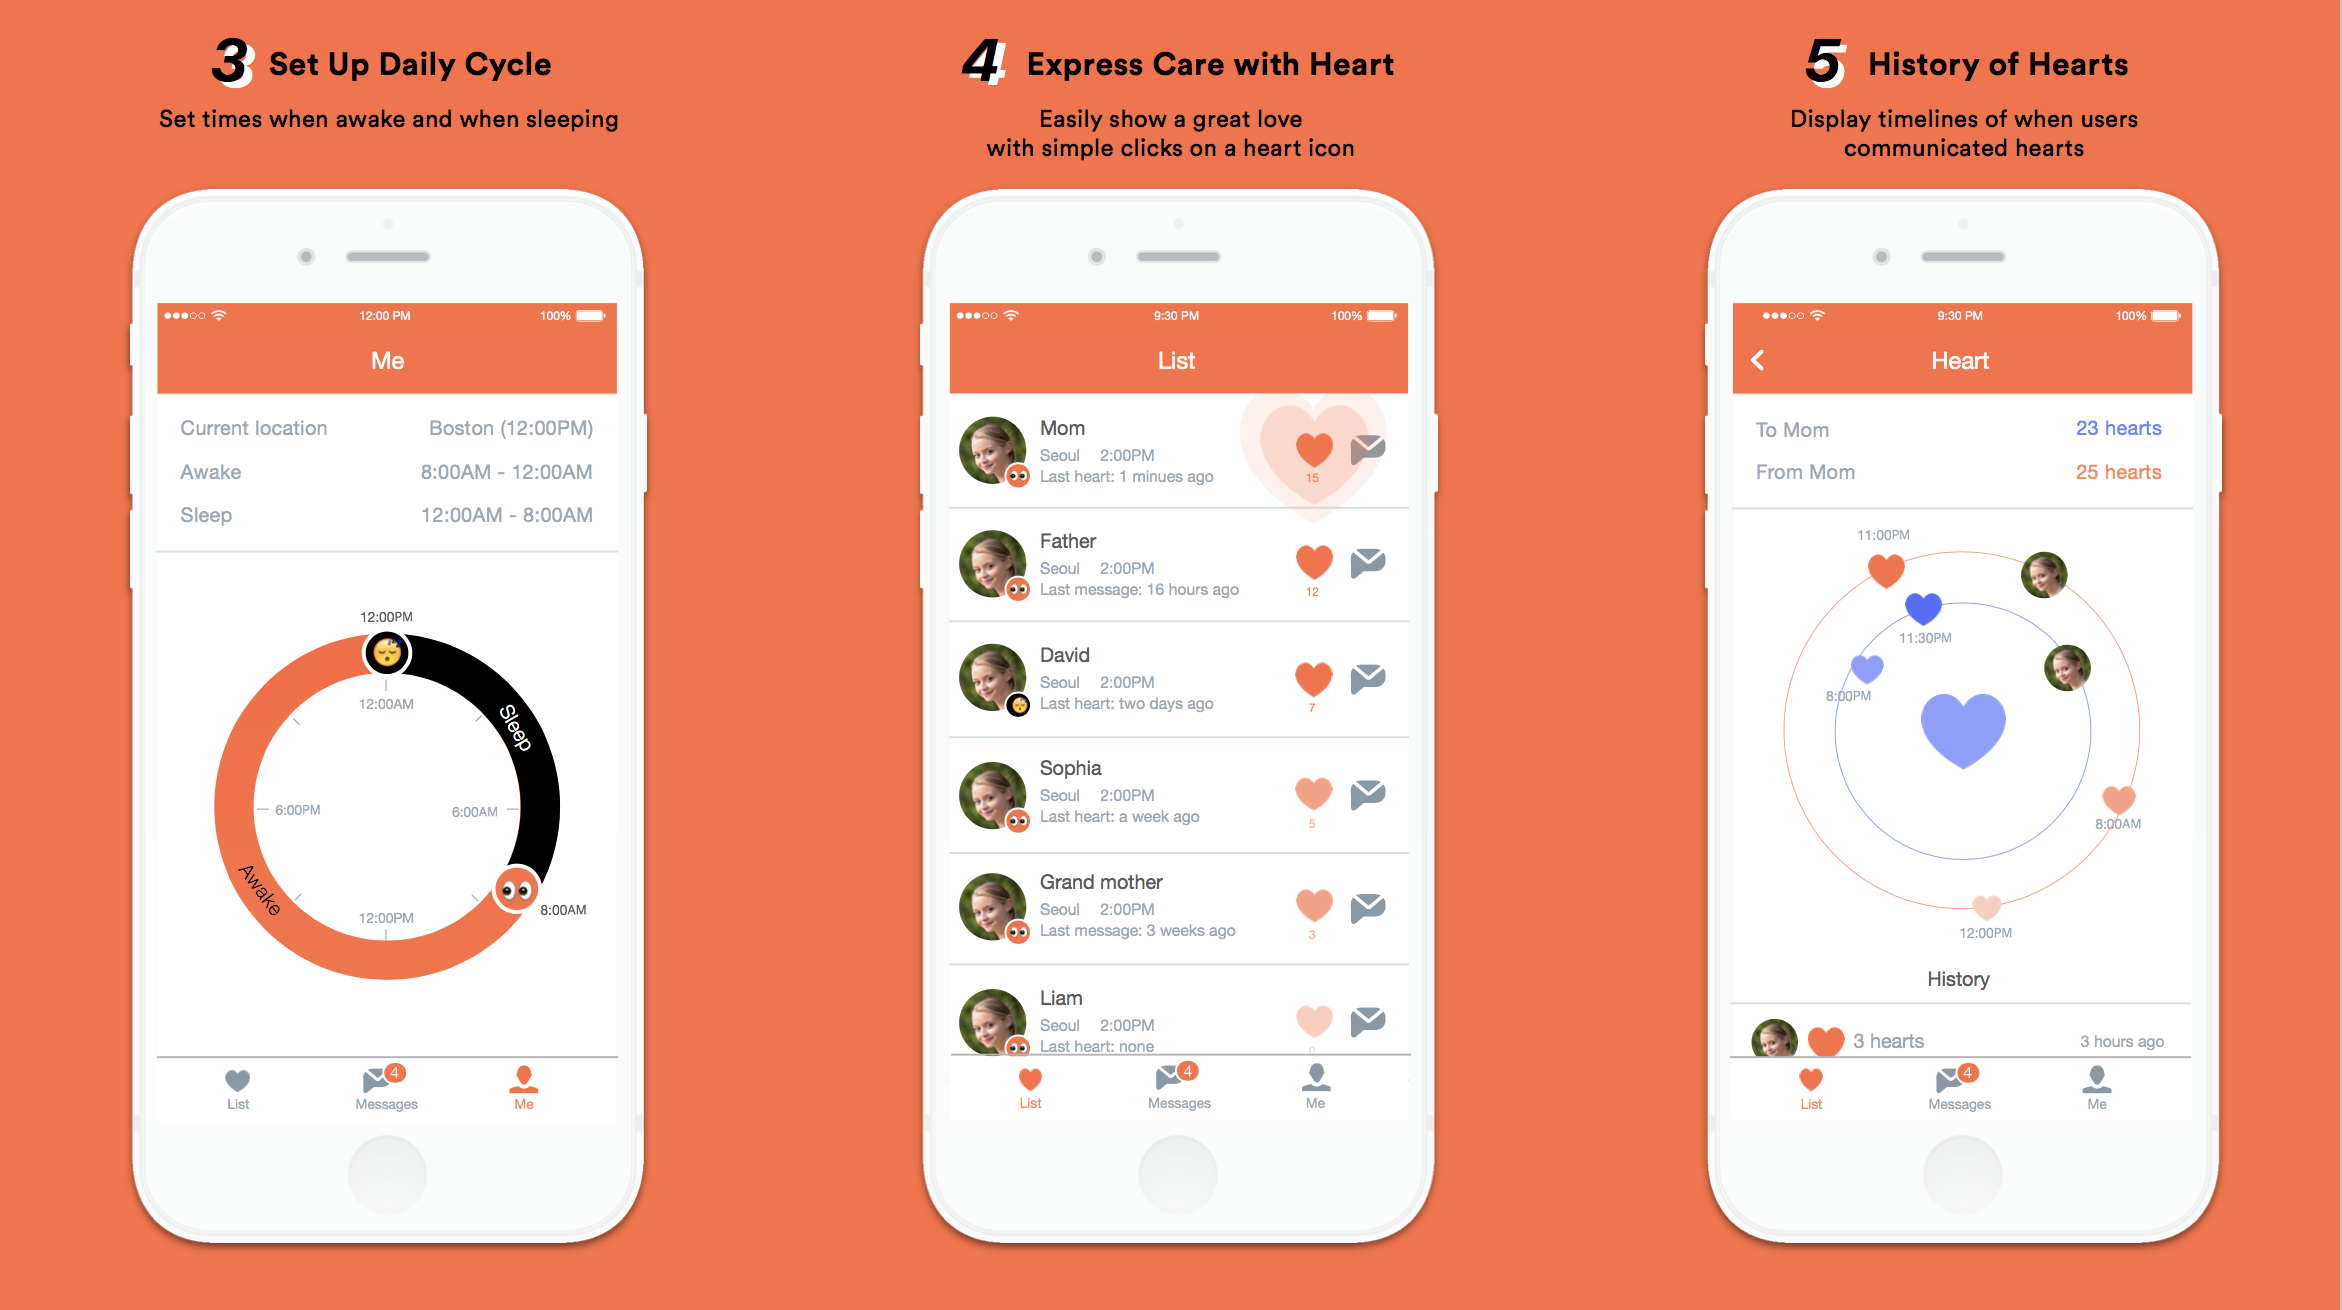 3 Set Up Daily Cycle
Set times when awake and when sleeping
12:00 PM 100%
Me
Current location Boston (12:00PM)
Awake 8:00AM - 12:00AM
Sleep 12:00AM - 8:00AM
12:00PM
12:00AM
Sleep
6:00PM 6:00AM
Awake
12:00PM
8:00AM
List
4
Messages
Me
4 Express Care with Heart
Easily show a great love
with simple clicks on a heart icon
9:30 PM 100%
List
Mom
Seoul 2:00PM
Last heart: 1 minues ago
15
Father
Seoul 2:00PM
Last message: 16 hours ago
12
David
Seoul 2:00PM
Last heart: two days ago
7
Sophia
Seoul 2:00PM
Last heart: a week ago
5
Grand mother
Seoul 2:00PM
Last message: 3 weeks ago
3
Liam
Seoul 2:00PM
Last heart: none
0
List
4
Messages
Me
5 History of Hearts
Display timelines of when users
communicated hearts
9:30 PM 100%
Heart
To Mom 23 hearts
From Mom 25 hearts
11:00PM
11:30PM
8:00PM
8:00AM
12:00PM
History
3 hearts 3 hours ago
List
4
Messages
Me